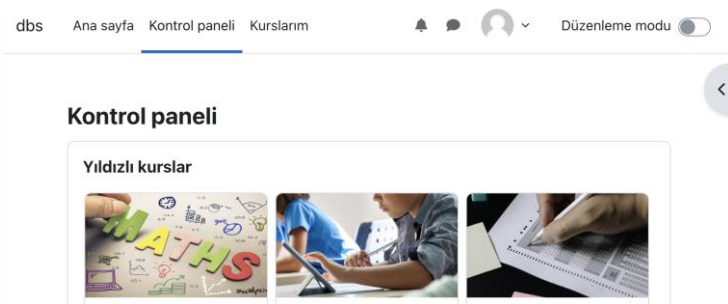 dbs Ana sayfa Kontrol paneli Kurslarım Düzenleme modu
Kontrol paneli
Yıldızlı kurslar
MATHS